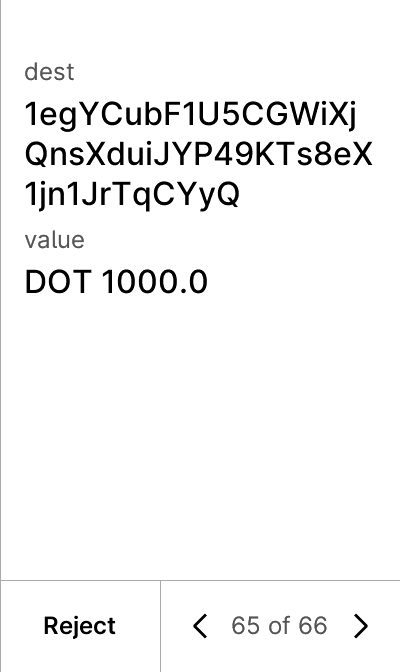 dest
1egYCubF1U5CGWiXj
QnsXduiJYP49KTs8eX
1jn1JrTqCYyQ
value
DOT 1000.0
Reject
65 of 66